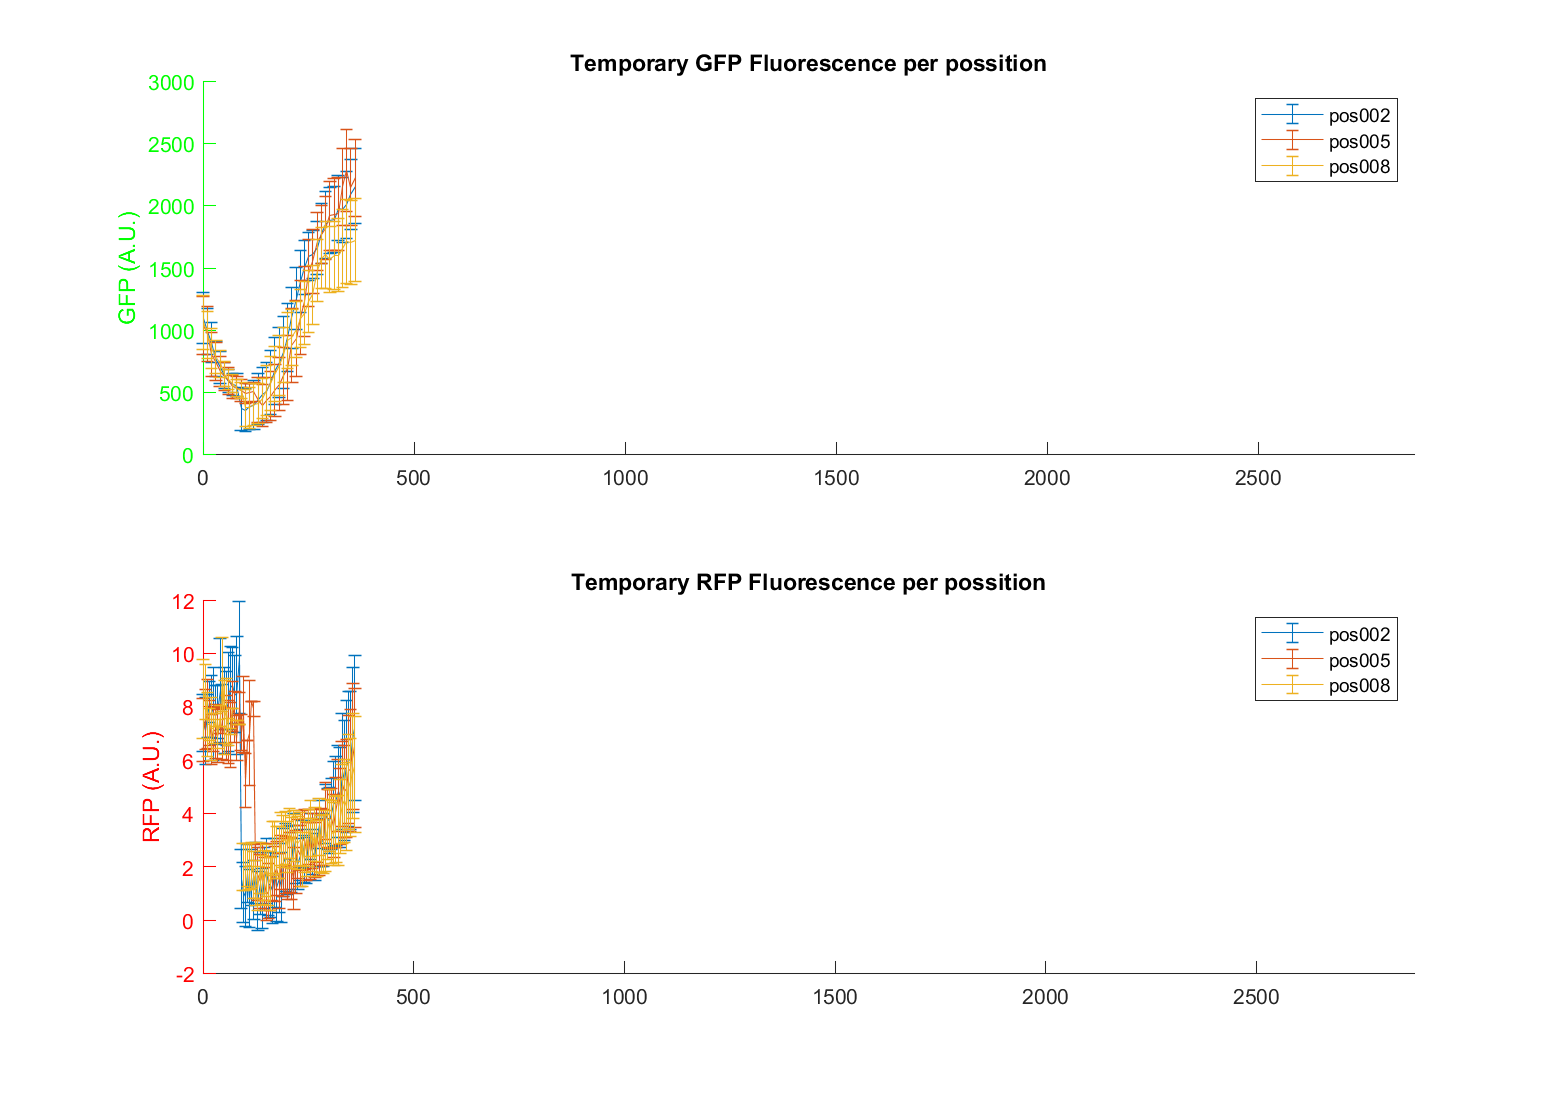 Temporary GFP Fluorescence per possition
3000
2500
2000
1500
1000
500
0
GFP (A.U.)
0 500 1000 1500 2000 2500
pos002
pos005
pos008
Temporary RFP Fluorescence per possition
12
10
8
6
4
2
0
-2
RFP (A.U.)
0 500 1000 1500 2000 2500
pos002
pos005
pos008